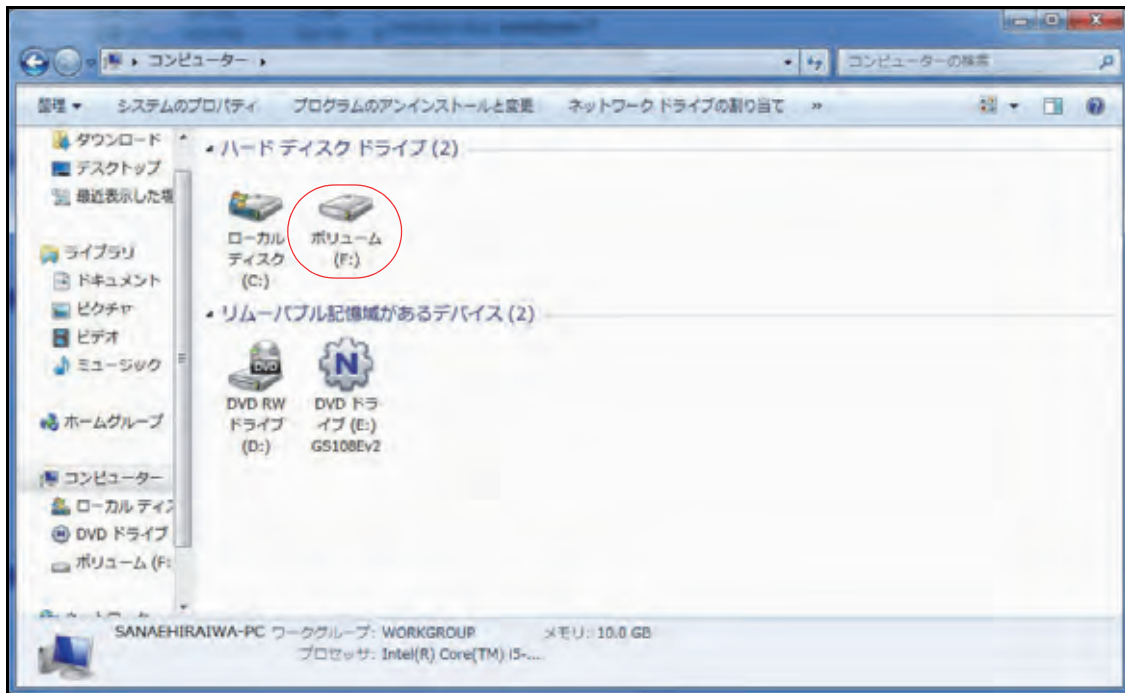 コンピューター
コンピューターの検索
整理 システムのプロパティ プログラムのアンインストールと変更 ネットワーク ドライブの割り当て »
ダウンロード
デスクトップ
最近表示した場
ライブラリ
ドキュメント
ピクチャ
ビデオ
ミュージック
ホームグループ
コンピューター
ローカル ディス
DVD ドライブ
ボリューム (F:
ハード ディスク ドライブ (2)
ローカル
ディスク
(C:)
ボリューム
(F:)
リムーバブル記憶域があるデバイス (2)
DVD RW
ドライブ
(D:)
DVD ドラ
イブ (E:)
GS108Ev2
SANAEHIRAIWA-PC ワークグループ: WORKGROUP メモリ: 10.0 GB
プロセッサ: Intel(R) Core(TM) i5-....